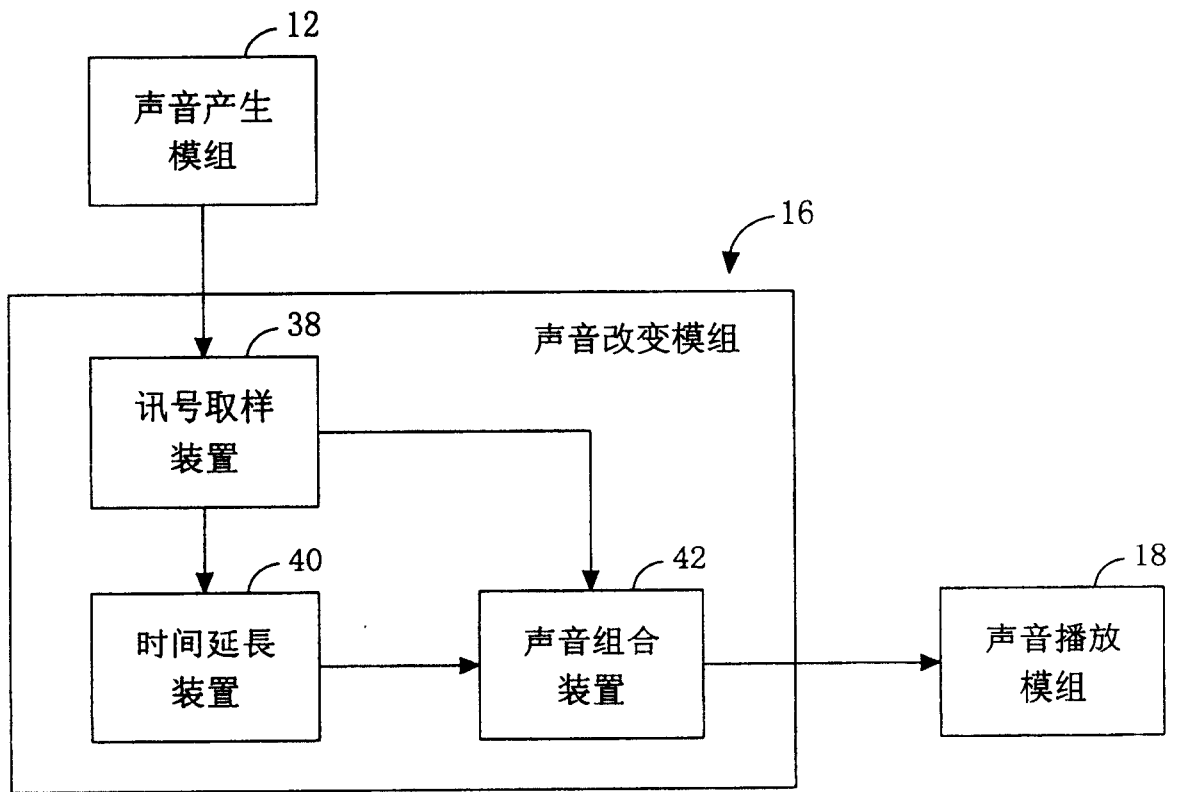 12
声音产生
模组
16
声音改变模组
38
讯号取样
装置
40
时间延長
装置
42
声音组合
装置
18
声音播放
模组